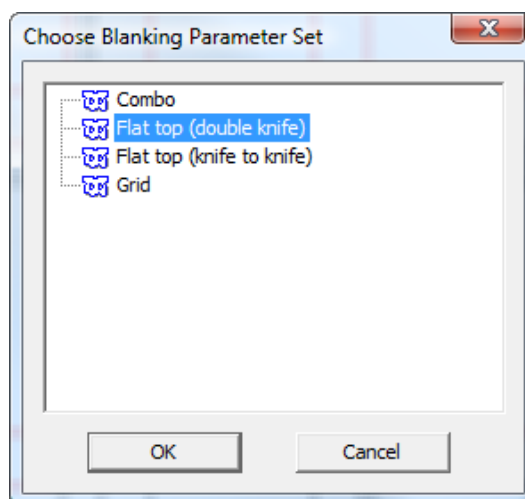 Choose Blanking Parameter Set
Combo
Flat top (double knife)
Flat top (knife to knife)
Grid
OK
Cancel